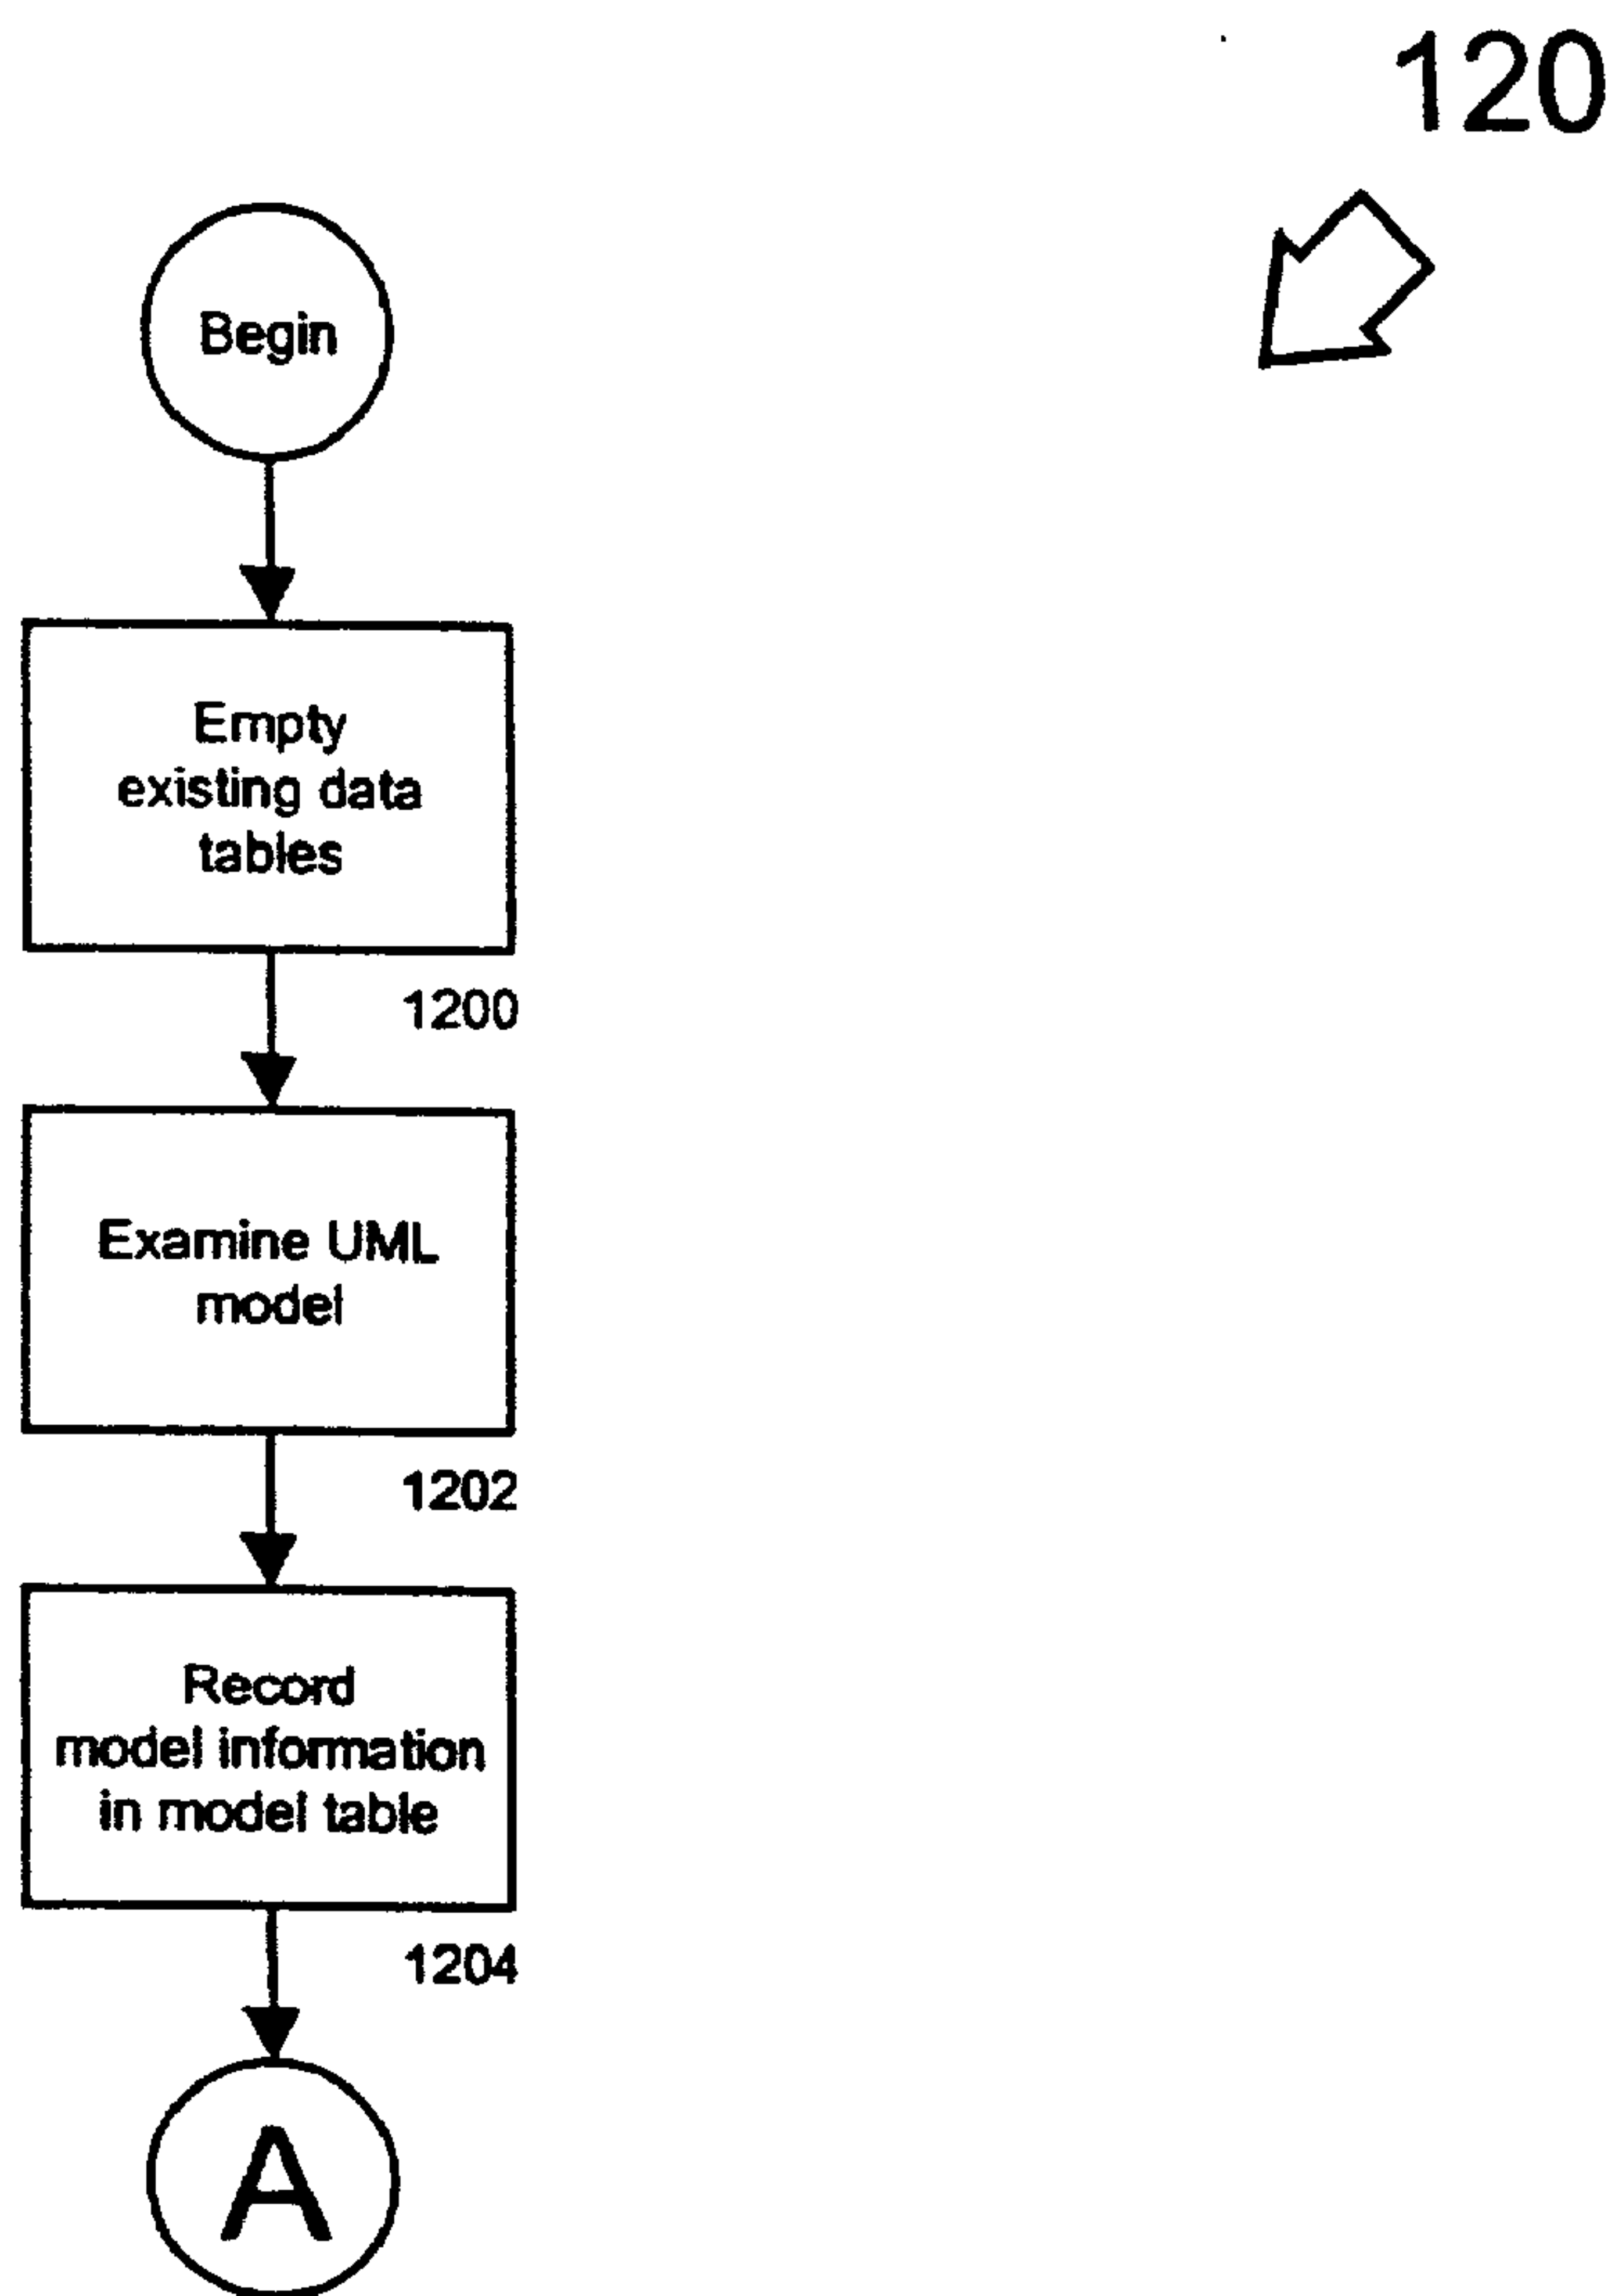 120
Begin
Empty
existing data
tables
1200
Examine UML
model
1202
Record
model information
in model table
1204
A